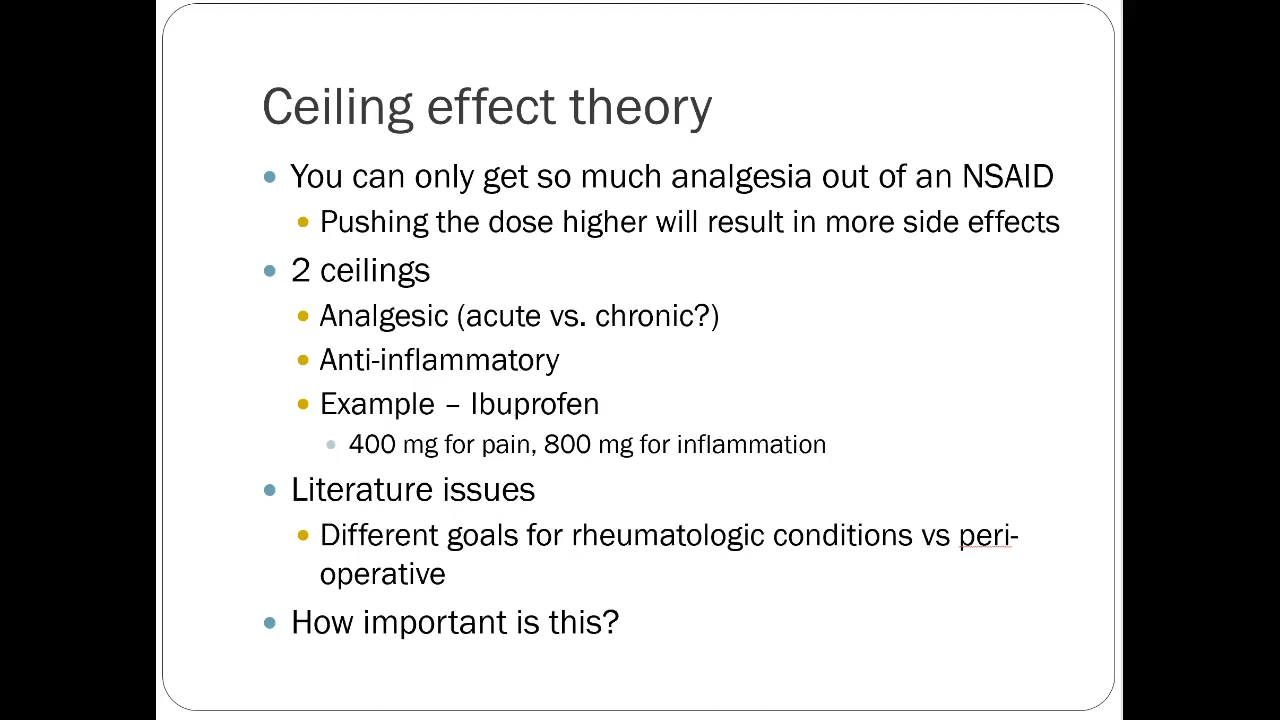 Ceiling effect theory
You can only get so much analgesia out of an NSAID
Pushing the dose higher will result in more side effects
2 ceilings
Analgesic (acute vs. chronic?)
Anti-inflammatory
Example – Ibuprofen
400 mg for pain, 800 mg for inflammation
Literature issues
Different goals for rheumatologic conditions vs peri-
operative
How important is this?